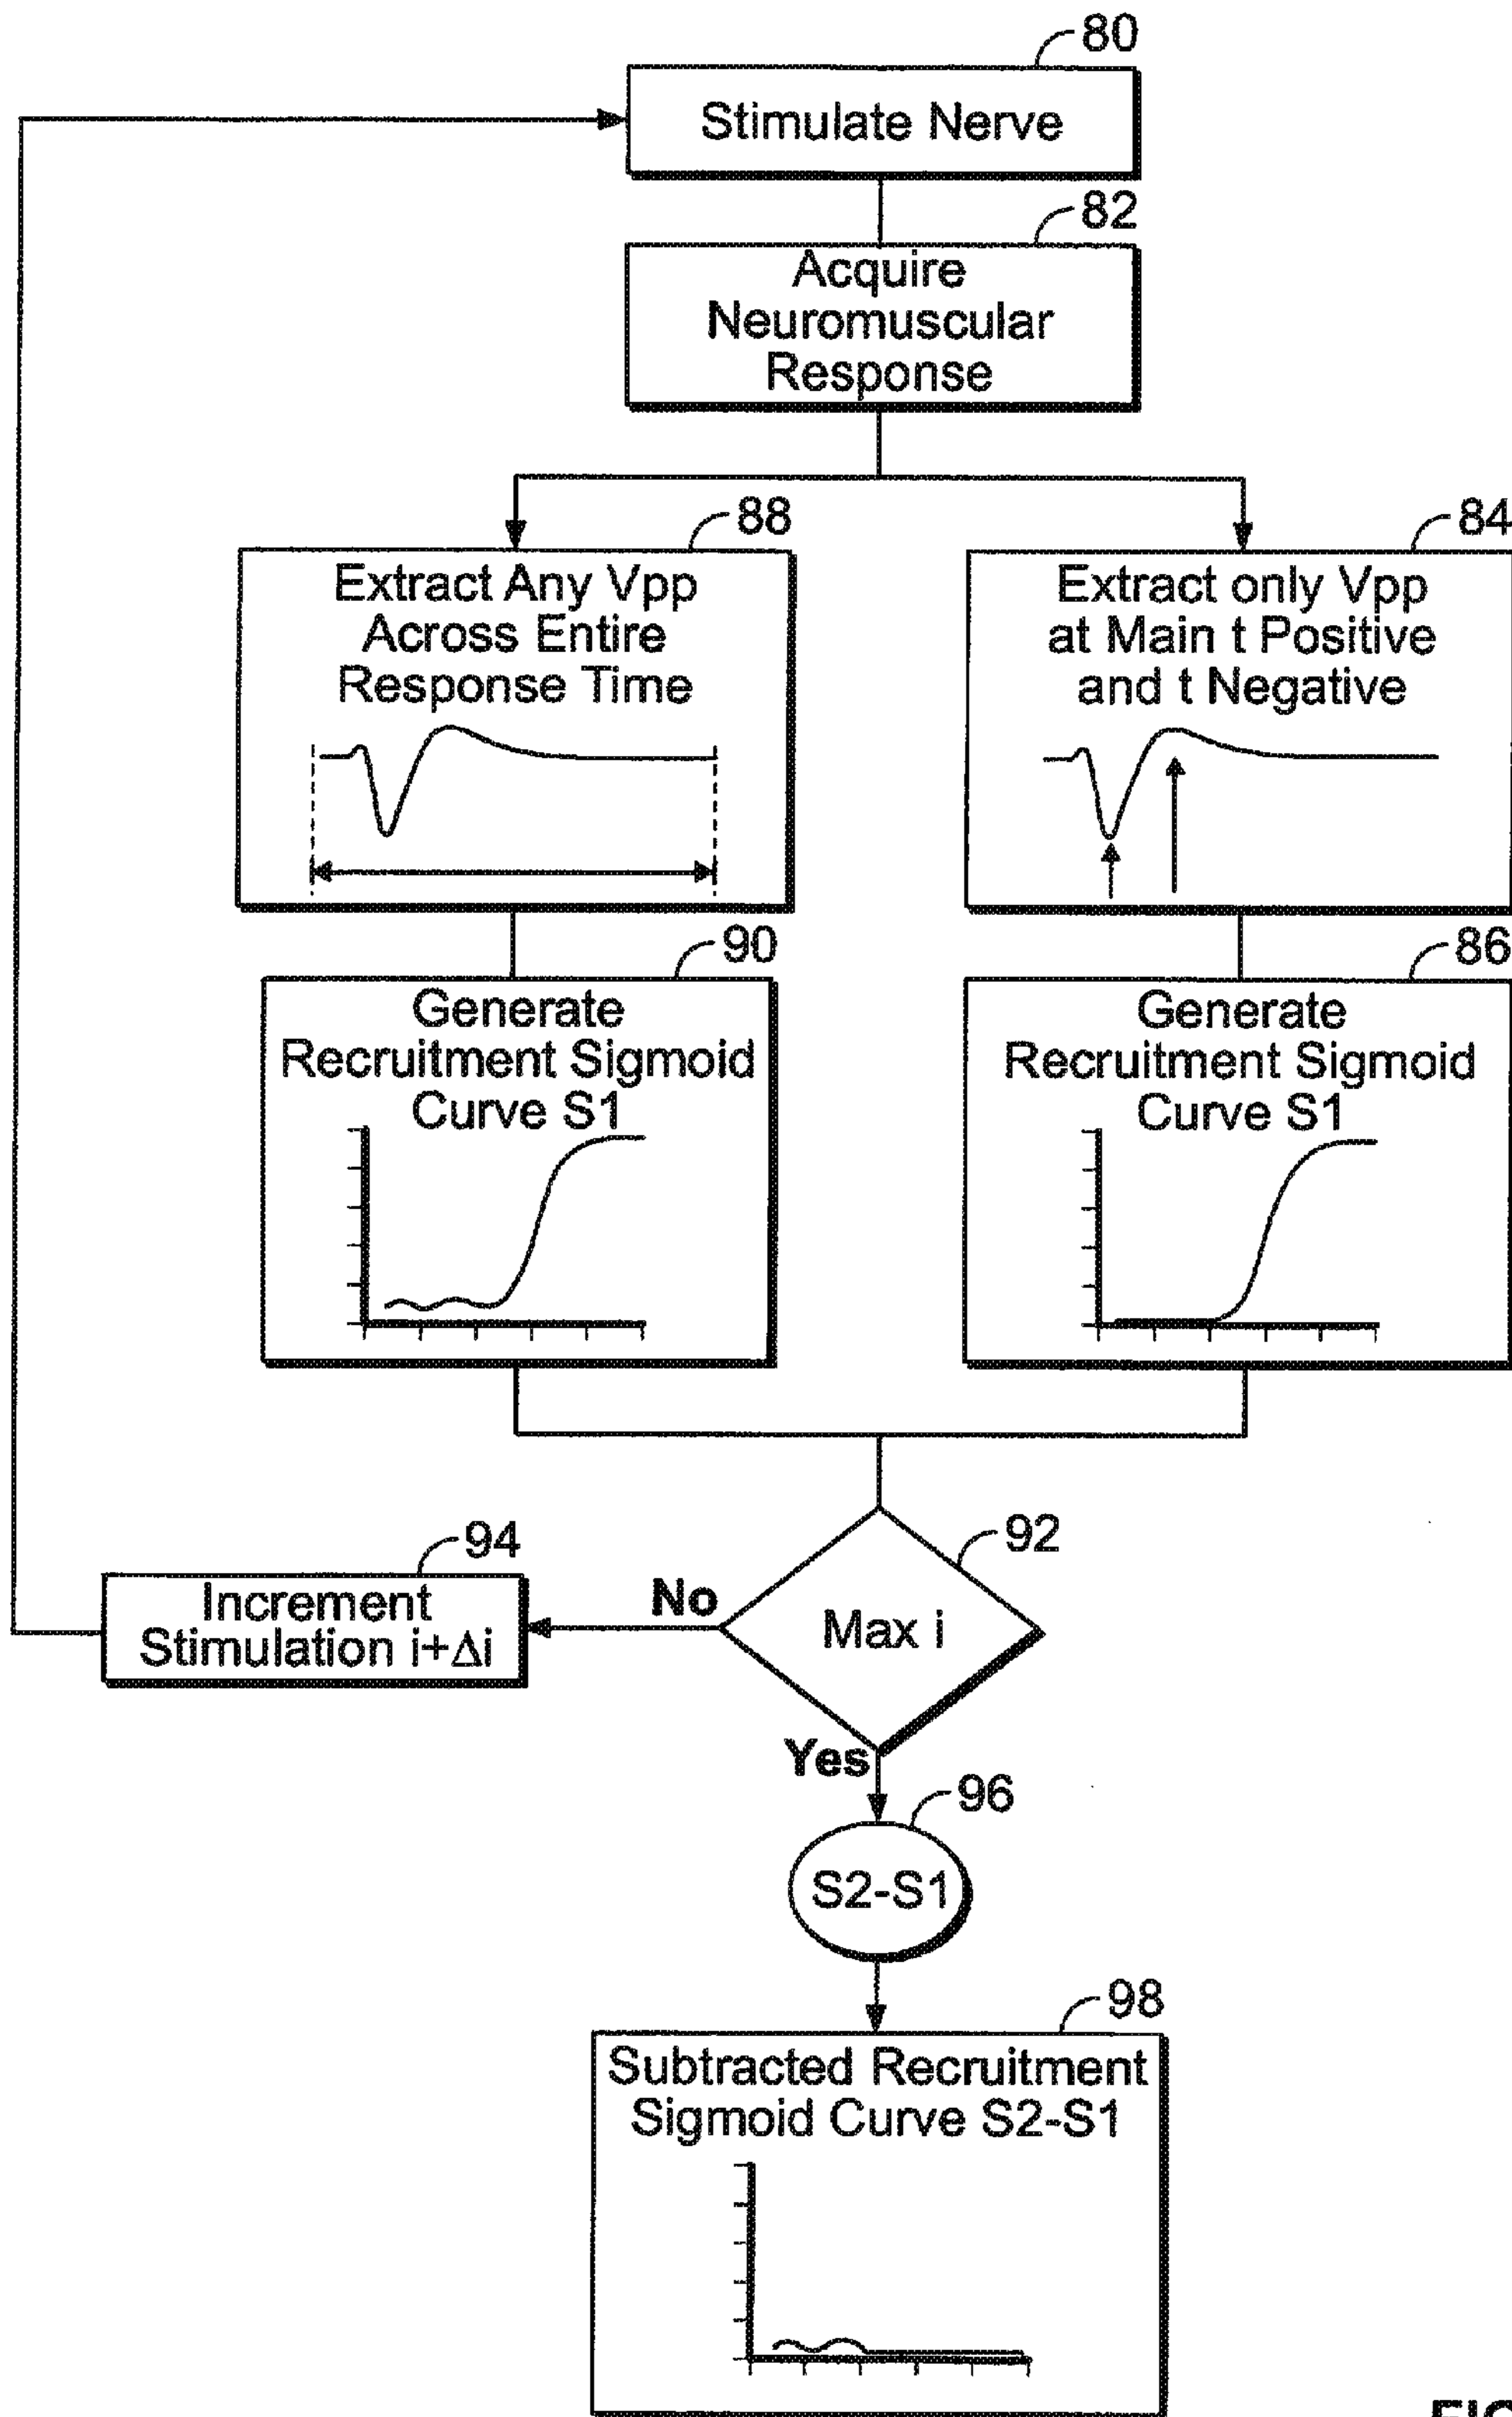 80
Stimulate Nerve
82
Acquire
Neuromuscular
Response
88
Extract Any Vpp
Across Entire
Response Time
84
Extract only Vpp
at Main t Positive
and t Negative
90
Generate
Recruitment Sigmoid
Curve S1
86
Generate
Recruitment Sigmoid
Curve S1
92
Max i
No
94
Increment
Stimulation i+Δi
Yes
96
S2-S1
98
Subtracted Recruitment
Sigmoid Curve S2-S1